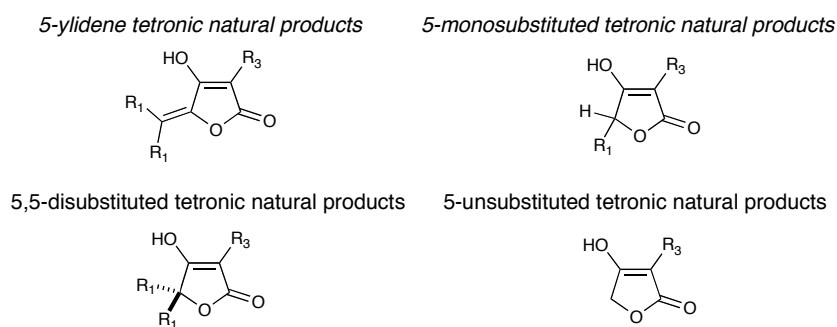 5-ylidene tetronic natural products
HO
R3
R1
O
O
R1
5-monosubstituted tetronic natural products
HO
R3
H
O
O
R1
5,5-disubstituted tetronic natural products
HO
R3
R1
O
O
R1
5-unsubstituted tetronic natural products
HO
R3
O
O